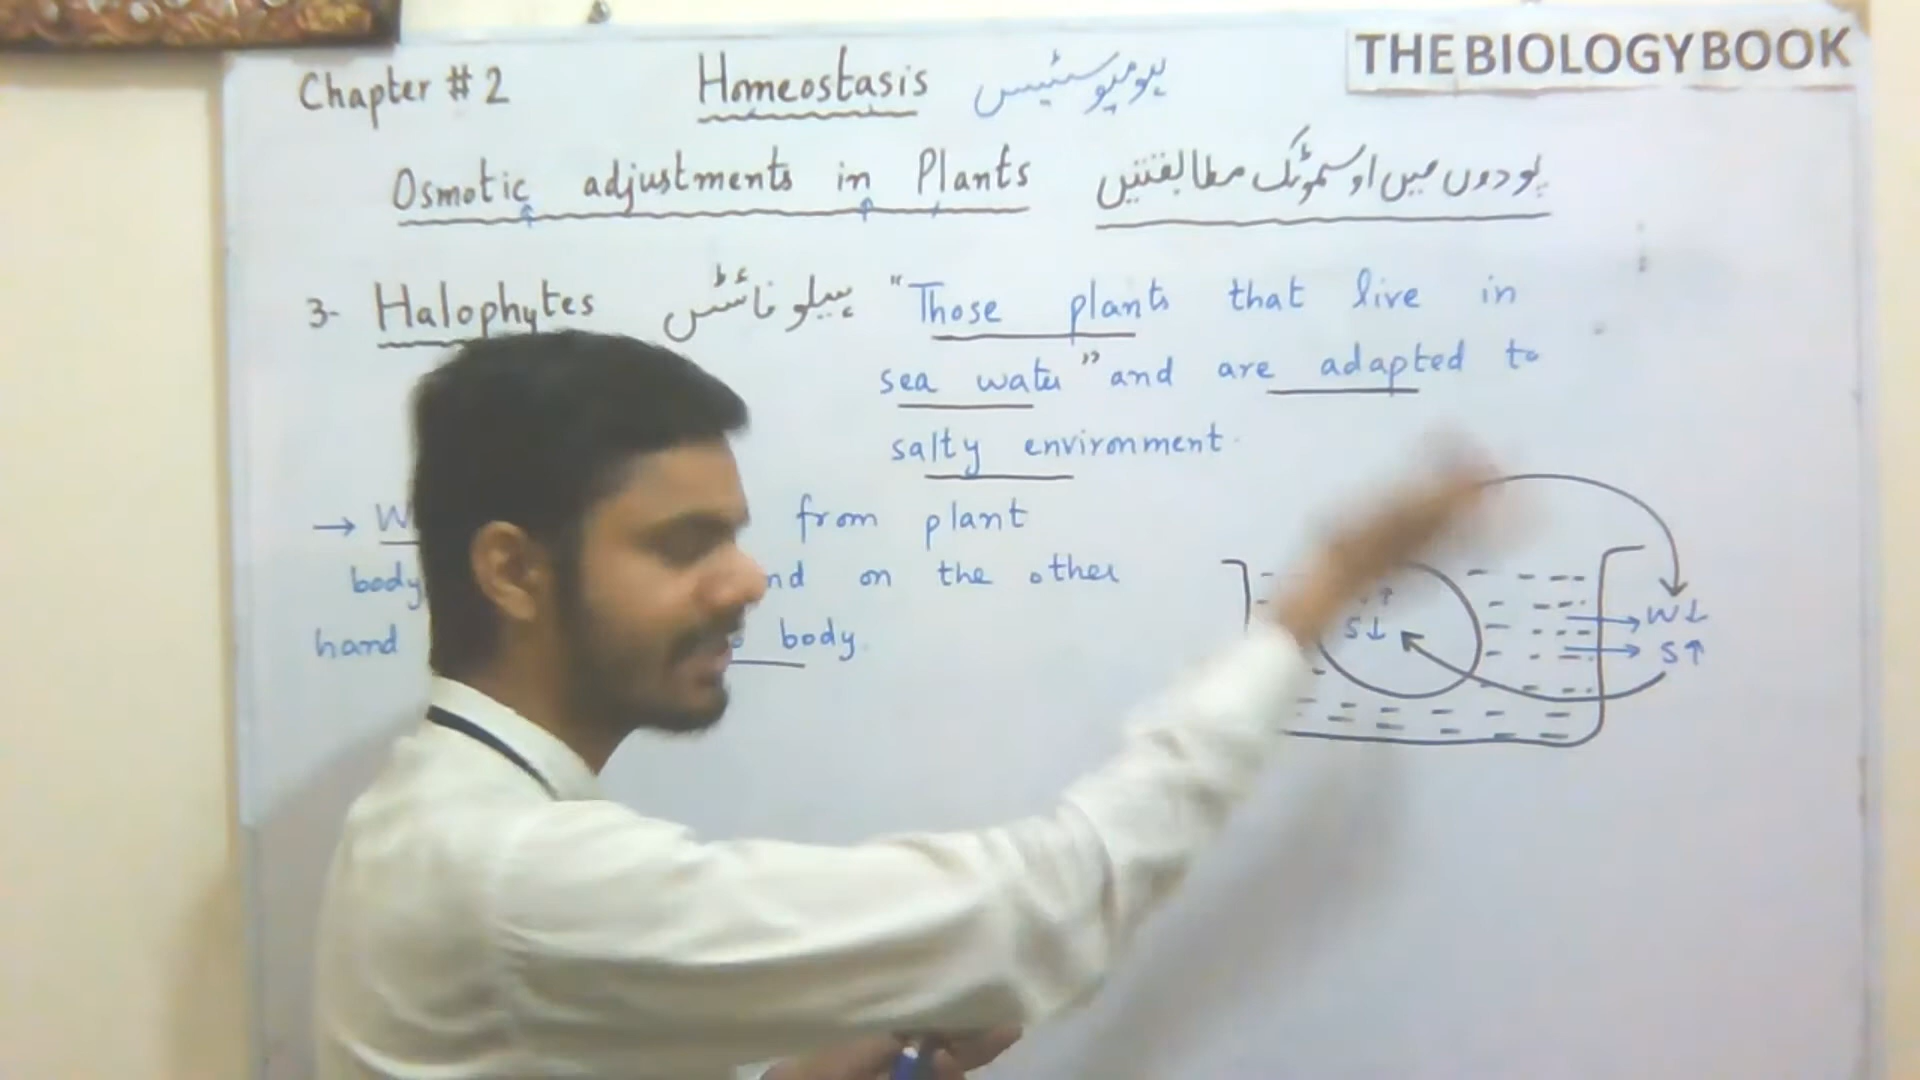 THE BIOLOGY BOOK
Chapter # 2 Homeostasis ہومیوسٹیسس
Osmotic adjustments in Plants پودوں میں اوسموٹک مطابقتیں
3- Halophytes ہیلوفائٹس "Those plants that live in
sea water" and are adapted to
salty environment.
→ from plant
body on the other
hand body.
S↓
W↓
S↑